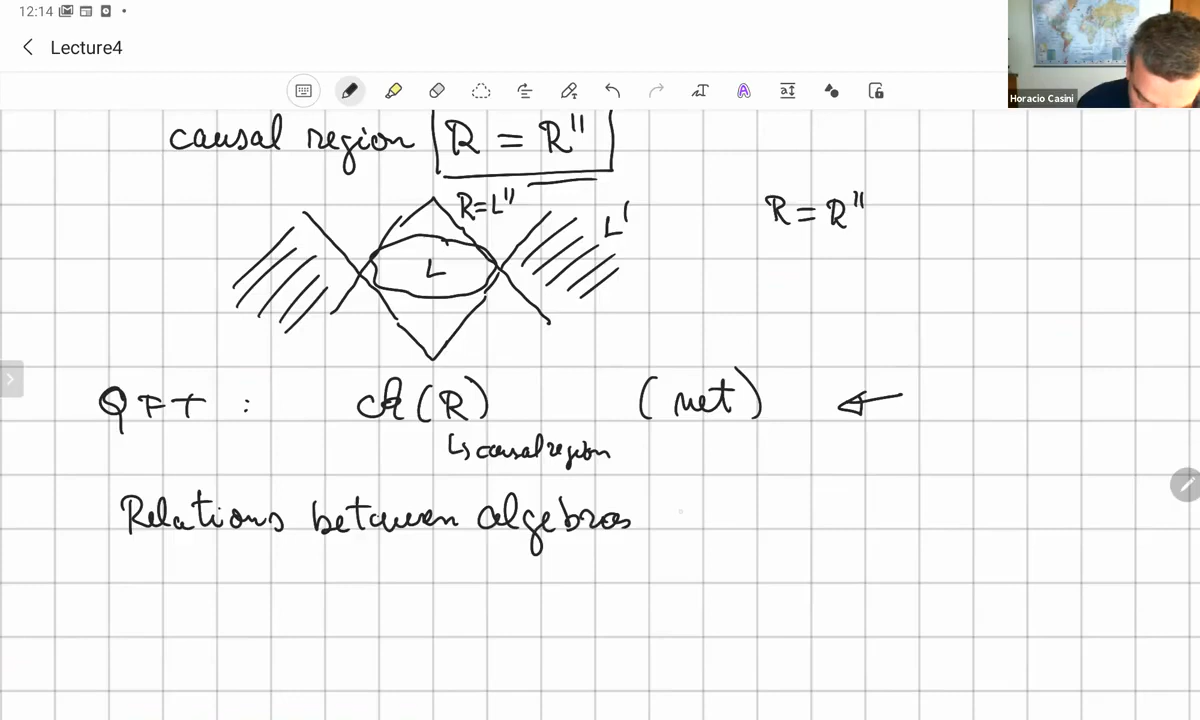 12:14
Lecture4
Horacio Casini
causal region R = R''
R=L''
L'
R = R''
L
QFT : A(R) (net) ←
↳ causal region
Relations between algebras